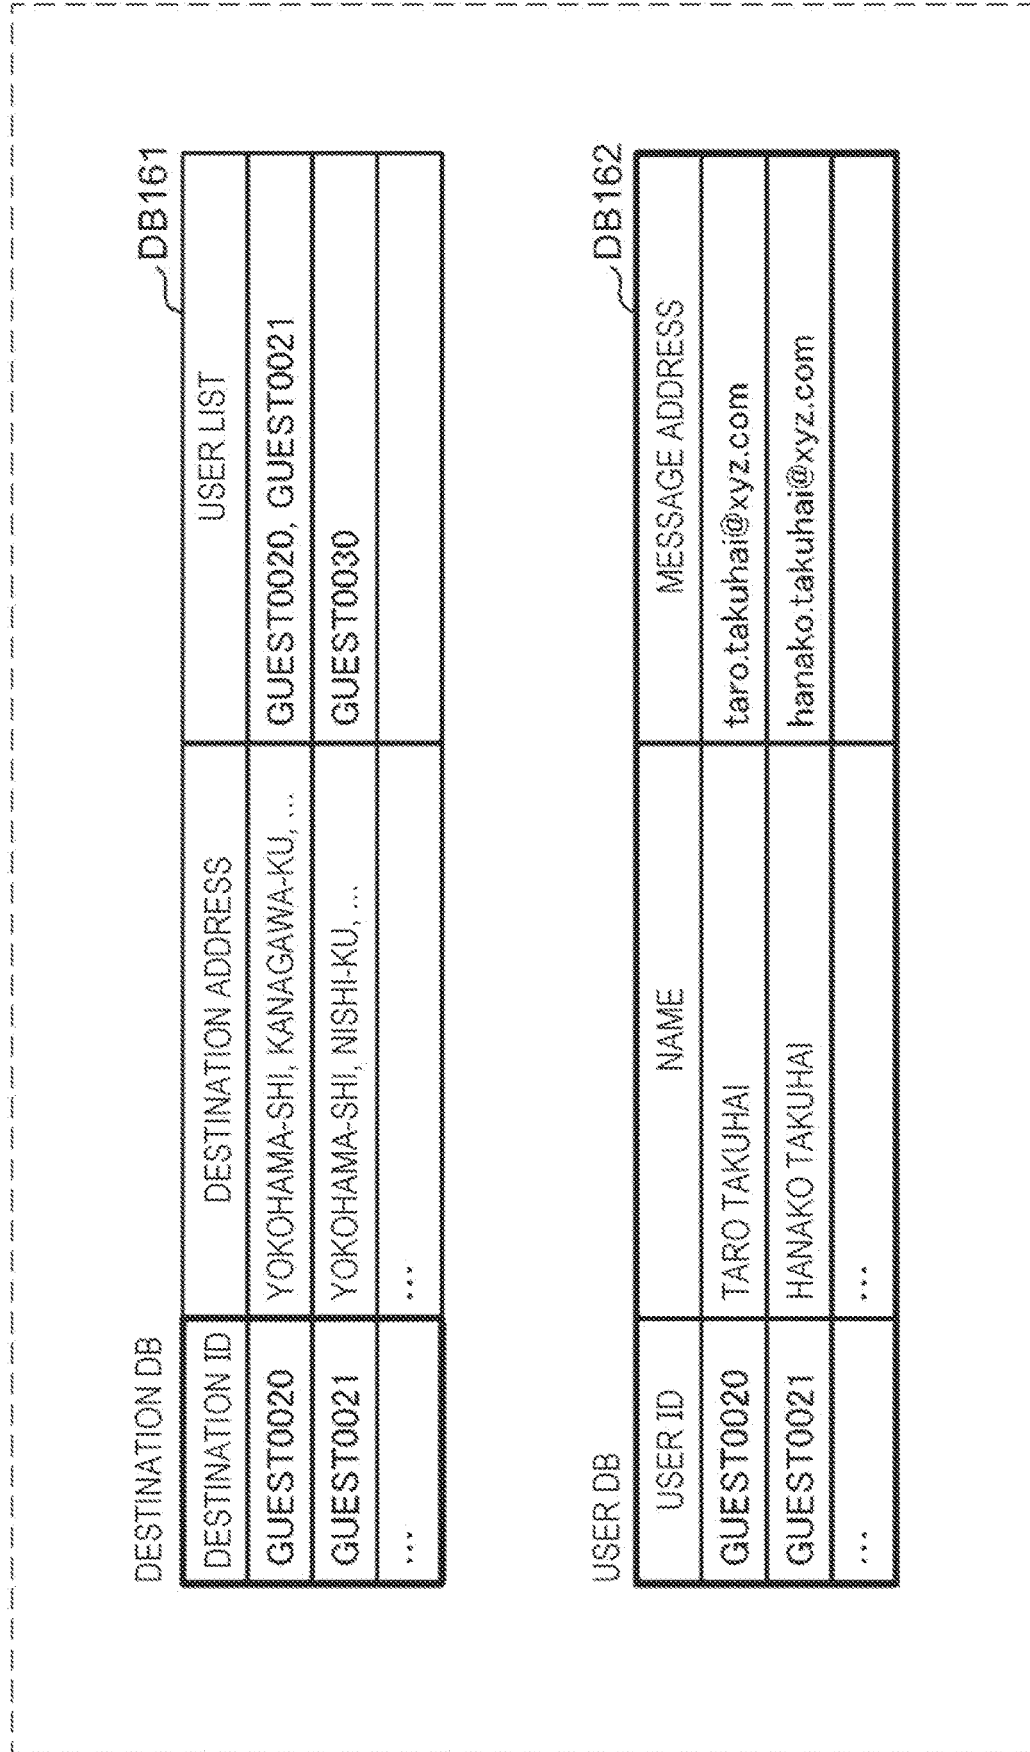 DESTINATION DB
DB161
DESTINATION ID DESTINATION ADDRESS USER LIST
GUEST0020 YOKOHAMA-SHI, KANAGAWA-KU, ... GUEST0020, GUEST0021
GUEST0021 YOKOHAMA-SHI, NISHI-KU, ... GUEST0030
... ...
USER DB
DB162
USER ID NAME MESSAGE ADDRESS
GUEST0020 TARO TAKUHAI taro.takuhai@xyz.com
GUEST0021 HANAKO TAKUHAI hanako.takuhai@xyz.com
... ...